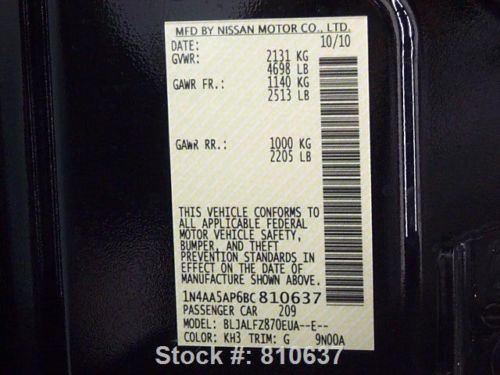 MFD BY NISSAN MOTOR CO., LTD.
DATE: 10/10
GVWR: 2131 KG
4698 LB
GAWR FR.: 1140 KG
2513 LB
GAWR RR.: 1000 KG
2205 LB
THIS VEHICLE CONFORMS TO
ALL APPLICABLE FEDERAL
MOTOR VEHICLE SAFETY,
BUMPER, AND THEFT
PREVENTION STANDARDS IN
EFFECT ON THE DATE OF
MANUFACTURE SHOWN ABOVE.
1N4AA5AP6BC810637
PASSENGER CAR 209
MODEL: BLJALFZ870EUA--E--
COLOR: KH3 TRIM: G 9N00A
Stock #: 810637